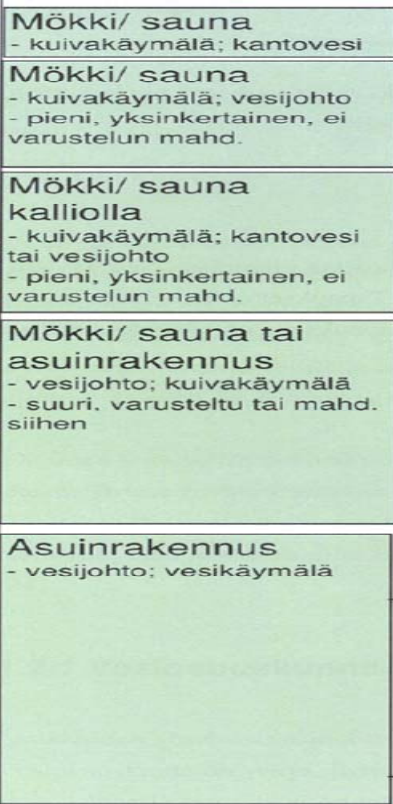 Mökki/ sauna
- kuivakäymälä; kantovesi
Mökki/ sauna
- kuivakäymälä; vesijohto
- pieni, yksinkertainen, ei
varustelun mahd.
Mökki/ sauna
kalliolla
- kuivakäymälä; kantovesi
tai vesijohto
- pieni, yksinkertainen, ei
varustelun mahd.
Mökki/ sauna tai
asuinrakennus
- vesijohto; kuivakäymälä
- suuri, varusteltu tai mahd.
siihen
Asuinrakennus
- vesijohto; vesikäymälä